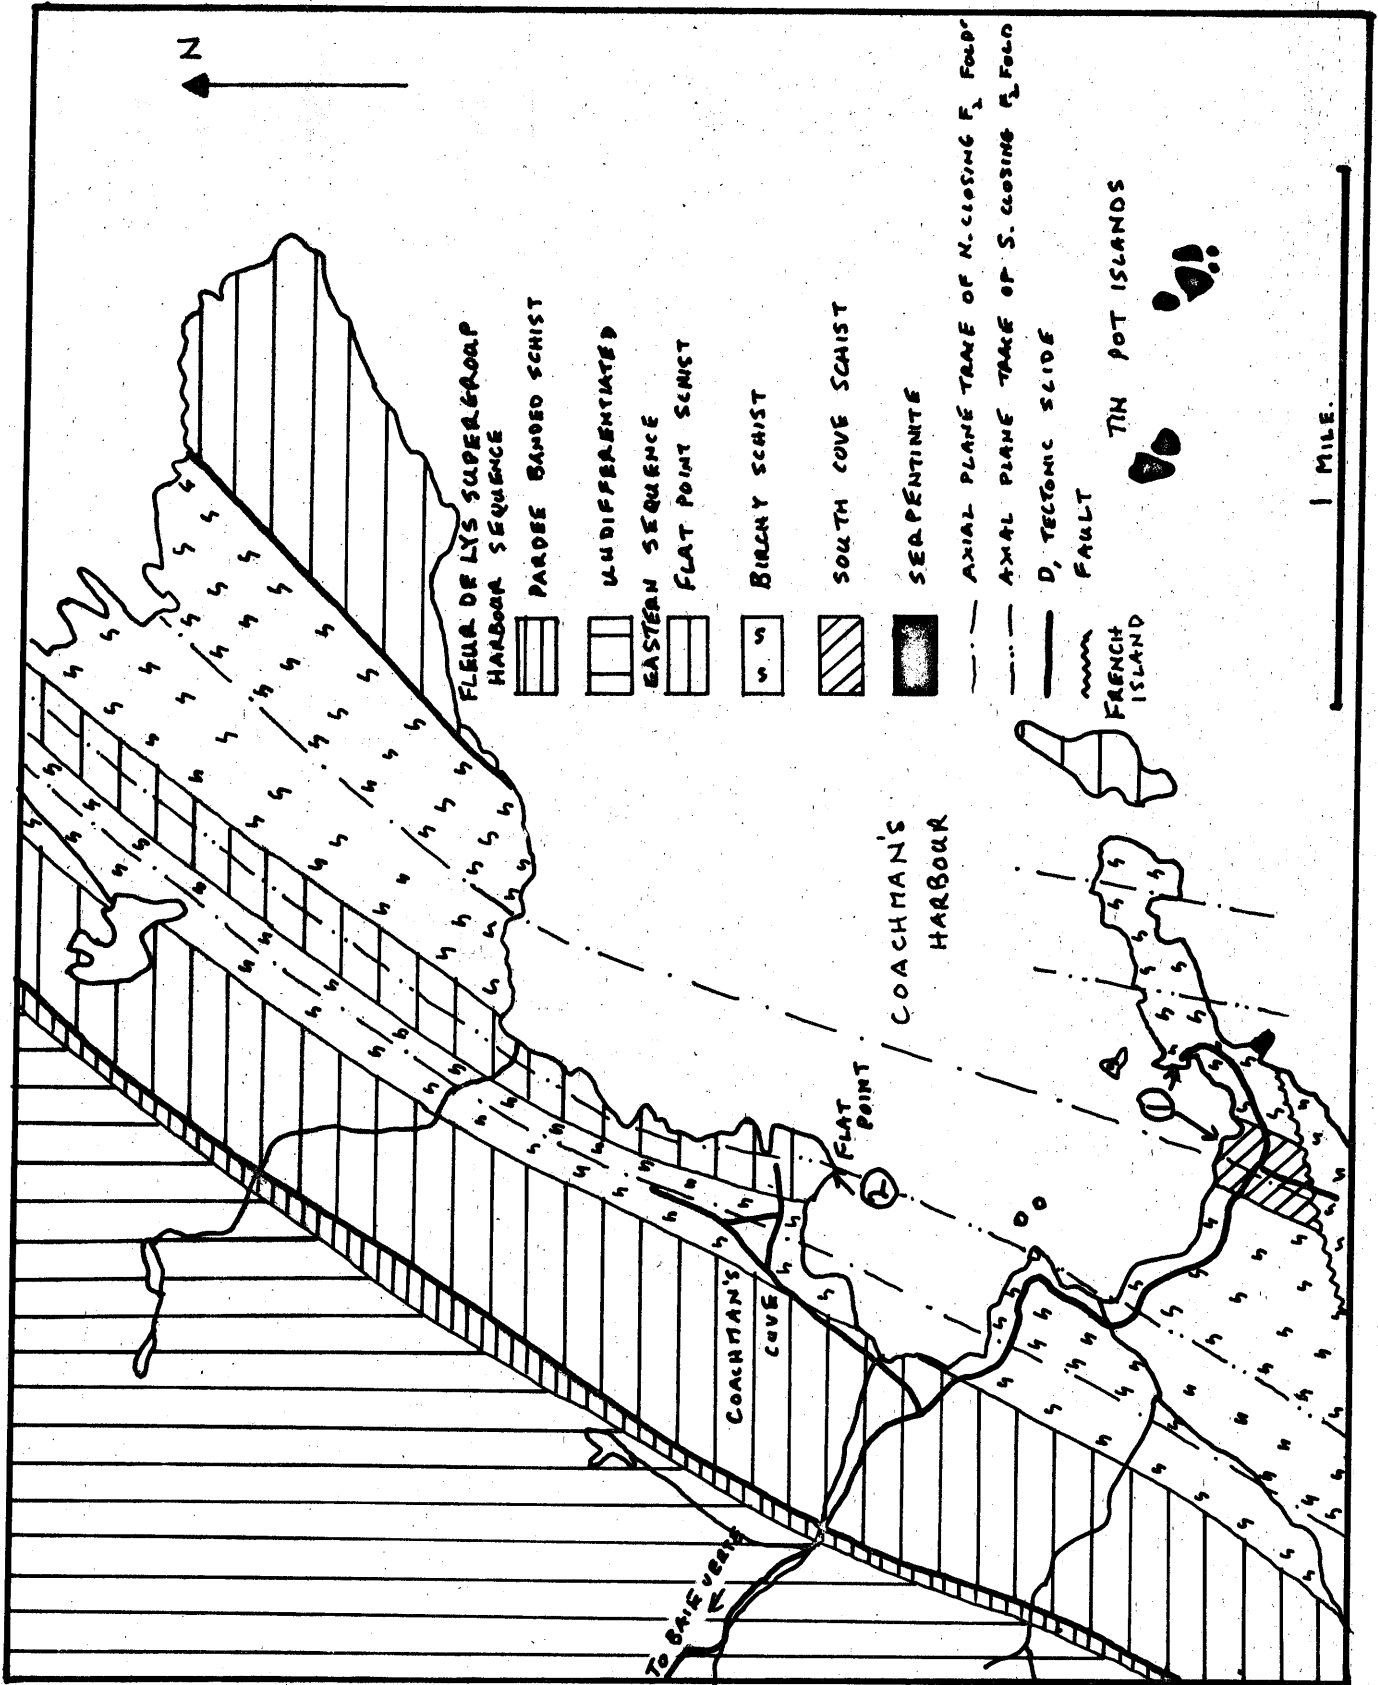 N
FLEUR DE LYS SUPERGROUP
HARBOUR SEQUENCE
PARDEE BANDED SCHIST
UNDIFFERENTIATED
EASTERN SEQUENCE
FLAT POINT SCHIST
BIRCHY SCHIST
SOUTH COVE SCHIST
SERPENTINITE
AXIAL PLANE TRACE OF N. CLOSING F2 FOLD
AXIAL PLANE TRACE OF S. CLOSING F2 FOLD
D, TECTONIC SLIDE
FAULT
FRENCH
ISLAND
TIN POT ISLANDS
1 MILE.
COACHMAN'S
HARBOUR
FLAT
POINT
1
2
COACHMAN'S
COVE
TO BAIE VERTE